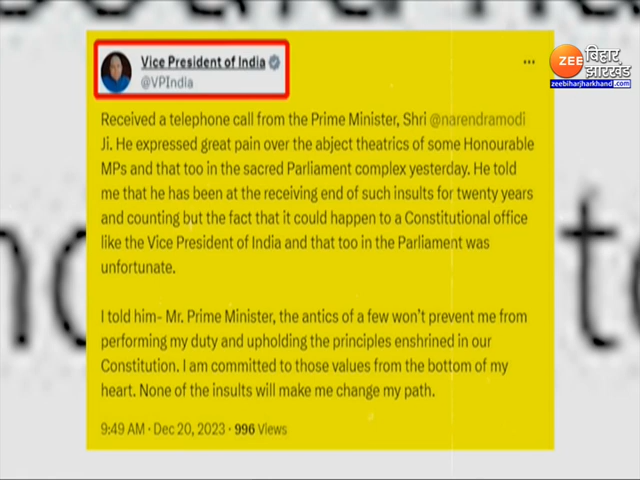 Vice President of India
@VPIndia
ZEE बिहार झारखंड
zeebiharjharkhand.com
Received a telephone call from the Prime Minister, Shri @narendramodi
Ji. He expressed great pain over the abject theatrics of some Honourable
MPs and that too in the sacred Parliament complex yesterday. He told
me that he has been at the receiving end of such insults for twenty years
and counting but the fact that it could happen to a Constitutional office
like the Vice President of India and that too in the Parliament was
unfortunate.
I told him- Mr. Prime Minister, the antics of a few won't prevent me from
performing my duty and upholding the principles enshrined in our
Constitution. I am committed to those values from the bottom of my
heart. None of the insults will make me change my path.
9:49 AM · Dec 20, 2023 · 996 Views